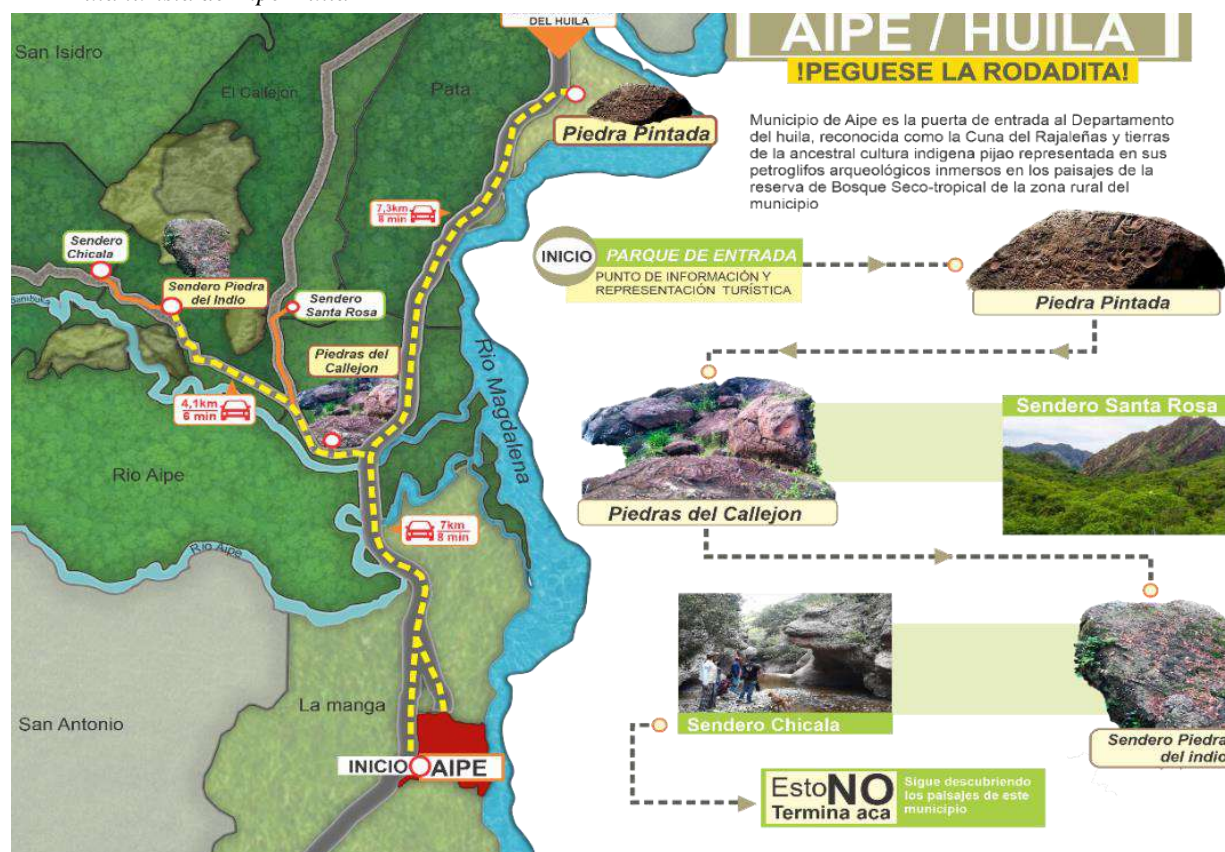 DEL HUILA
San Isidro
El Callejon
Pata
Piedra Pintada
7,3km
8 min
Sendero
Chicala
Sendero Piedra
del Indio
Sendero
Santa Rosa
Piedras del
Callejon
Rio Magdalena
4,1km
6 min
Rio Aipe
7km
8 min
Rio Aipe
La manga
San Antonio
INICIO AIPE
AIPE / HUILA
!PEGUESE LA RODADITA!
Municipio de Aipe es la puerta de entrada al Departamento
del huila, reconocida como la Cuna del Rajaleñas y tierras
de la ancestral cultura indigena pijao representada en sus
petroglifos arqueológicos inmersos en los paisajes de la
reserva de Bosque Seco-tropical de la zona rural del
municipio
INICIO PARQUE DE ENTRADA
PUNTO DE INFORMACIÓN Y
REPRESENTACIÓN TURÍSTICA
Piedra Pintada
Piedras del Callejon
Sendero Santa Rosa
Sendero Chicala
Sendero Piedra
del indio
Esto NO
Termina aca
Sigue descubriendo
los paisajes de este
municipio